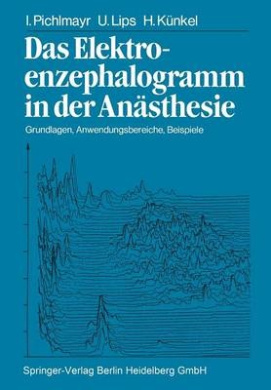 I. Pichlmayr U. Lips H. Künkel
Das Elektro-
enzephalogramm
in der Anästhesie
Grundlagen, Anwendungsbereiche, Beispiele
Springer-Verlag Berlin Heidelberg GmbH